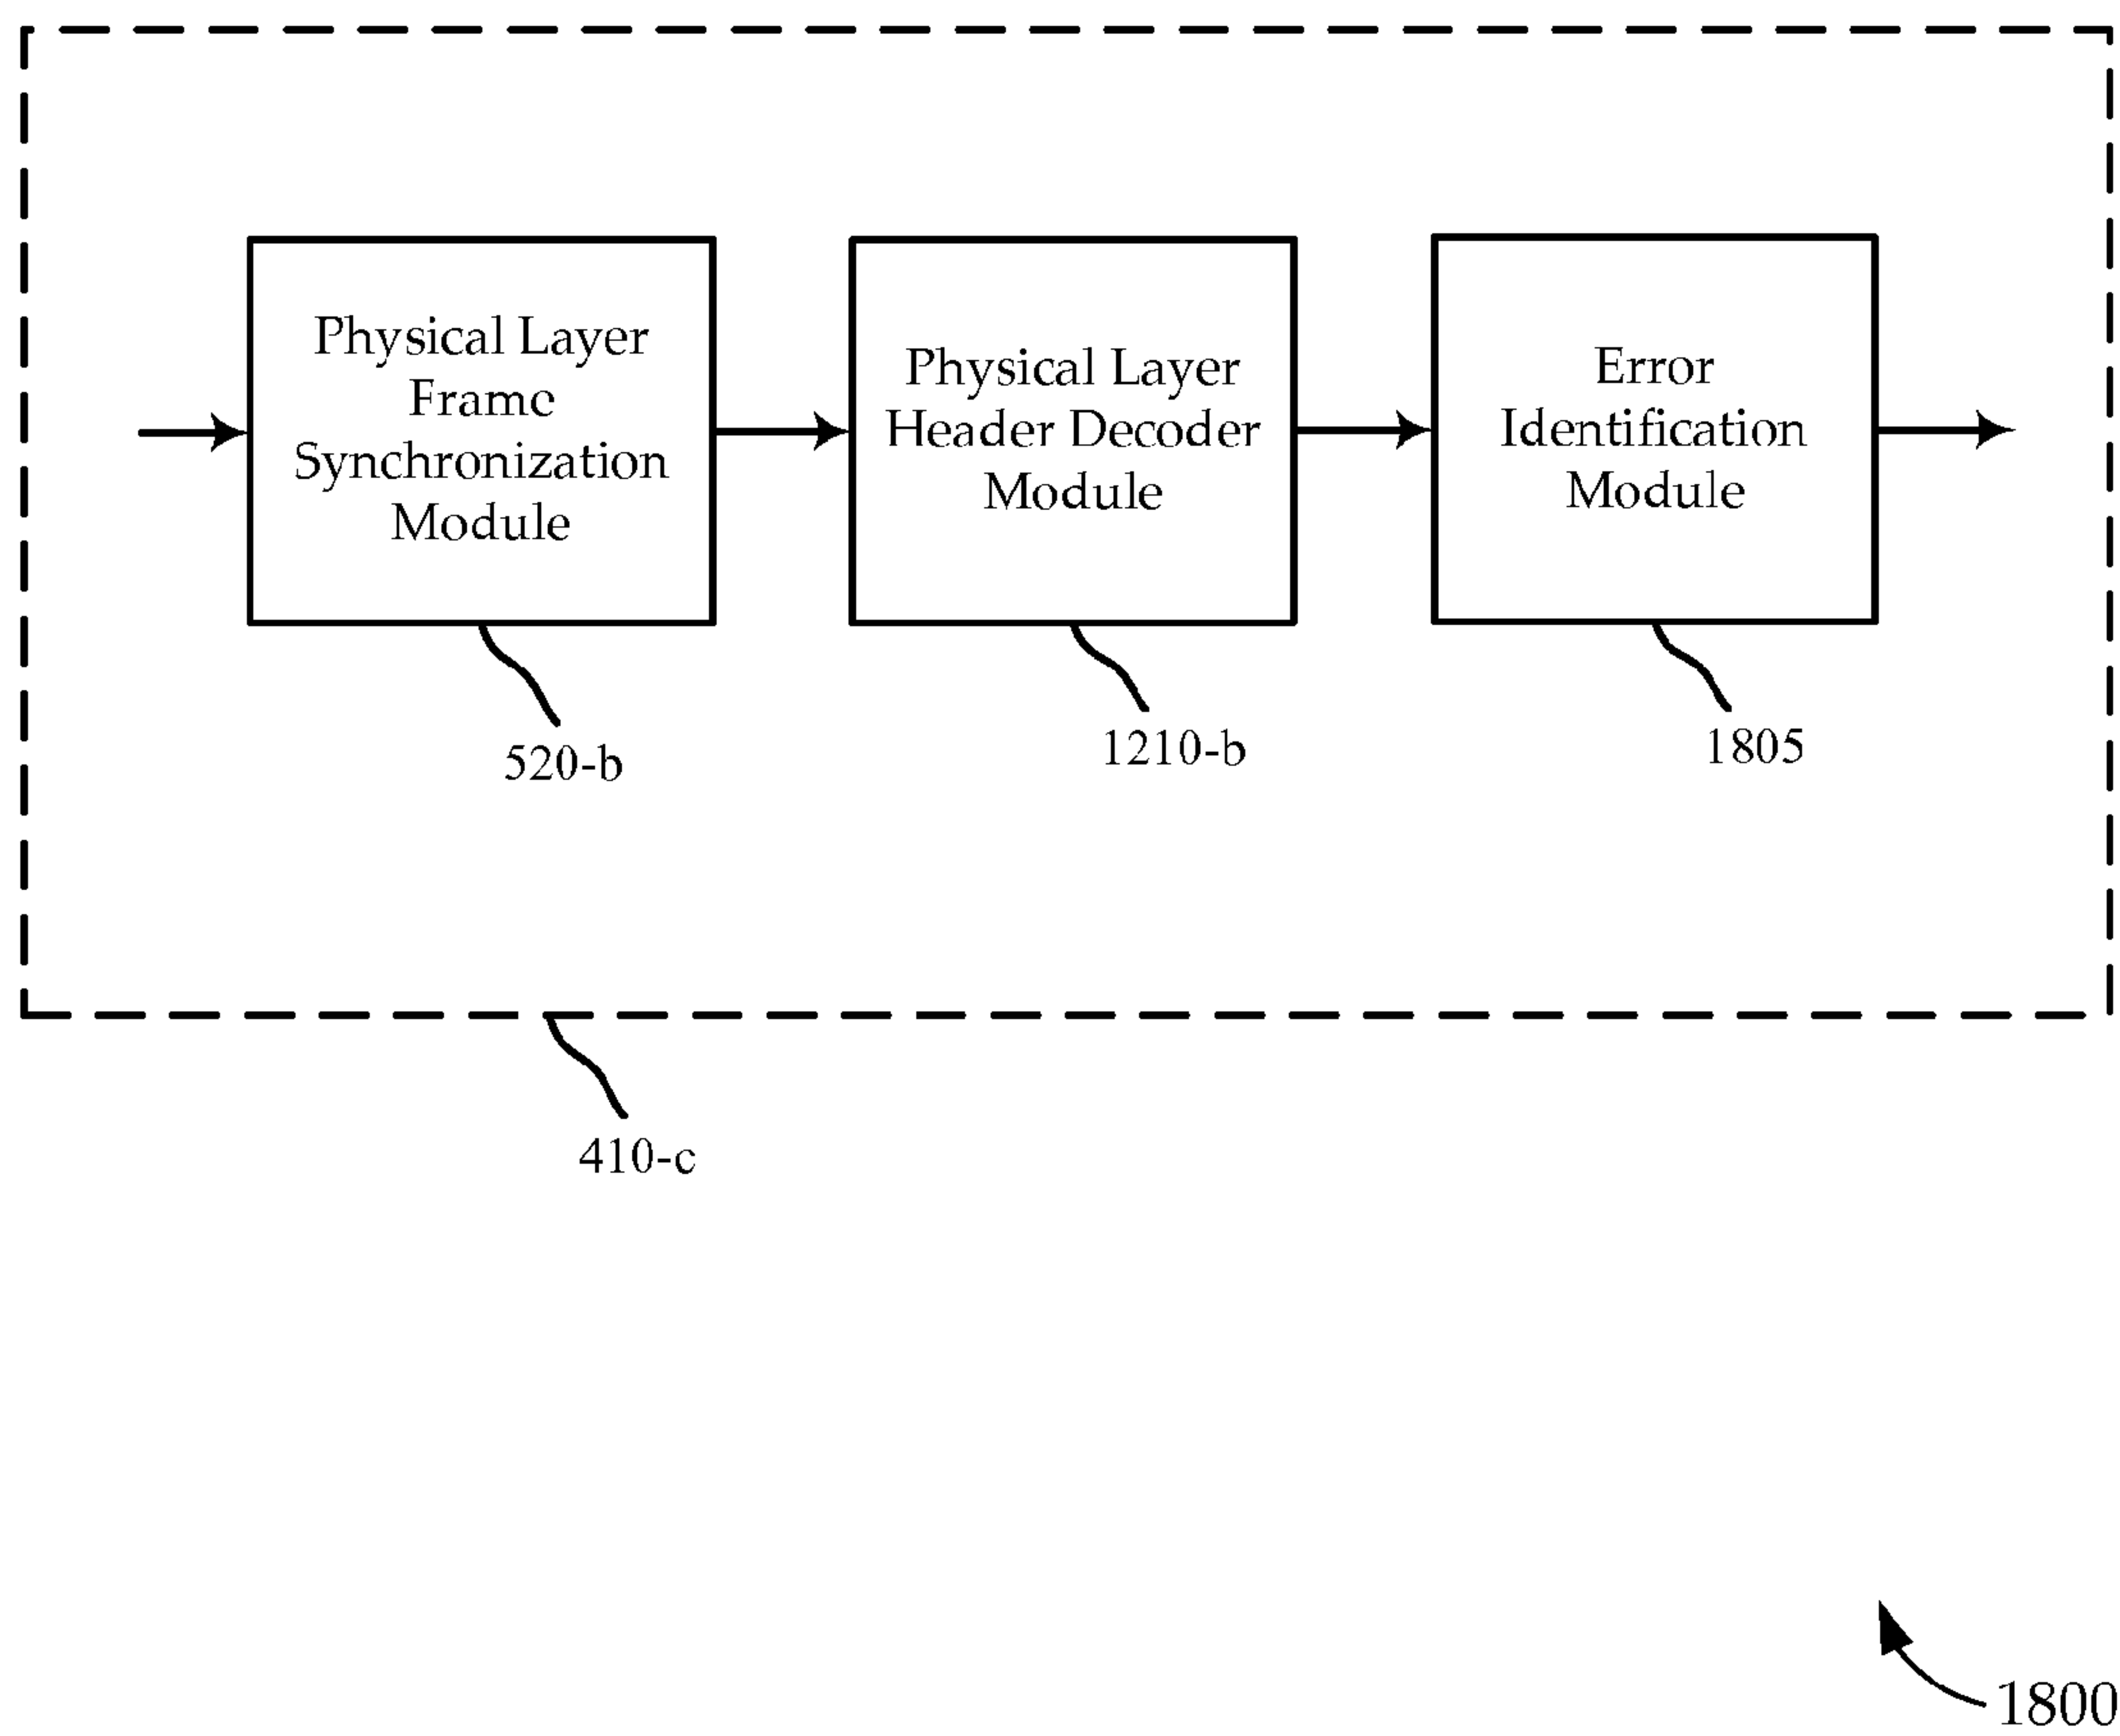 Physical Layer
Frame
Synchronization
Module
Physical Layer
Header Decoder
Module
Error
Identification
Module
520-b
1210-b
1805
410-c
1800